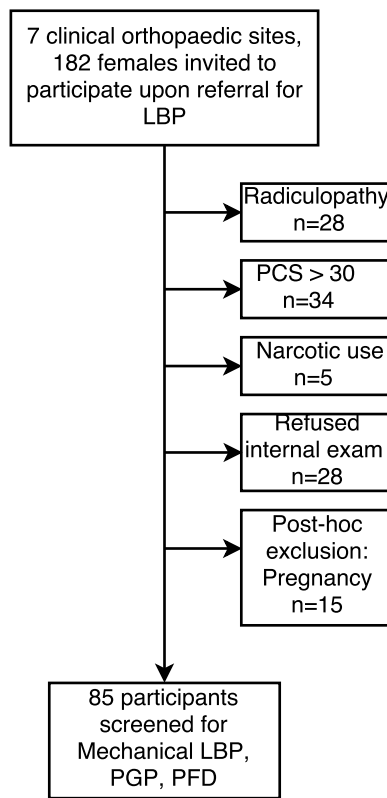 7 clinical orthopaedic sites,
182 females invited to
participate upon referral for
LBP
Radiculopathy
n=28
PCS > 30
n=34
Narcotic use
n=5
Refused
internal exam
n=28
Post-hoc
exclusion:
Pregnancy
n=15
85 participants
screened for
Mechanical LBP,
PGP, PFD